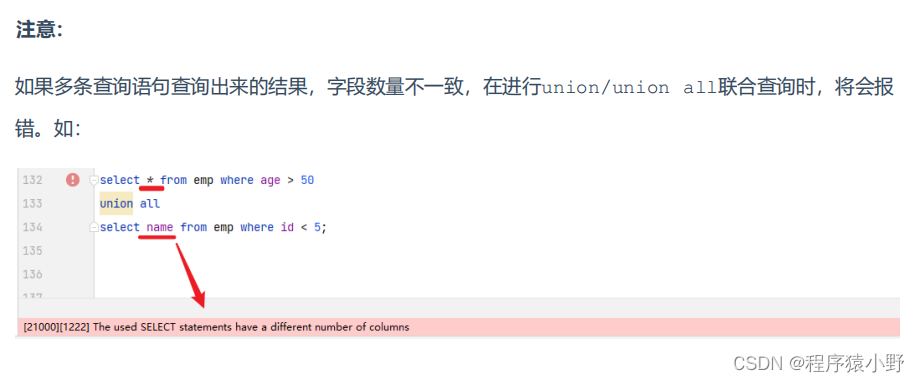 注意：
如果多条查询语句查询出来的结果，字段数量不一致，在进行union/union all联合查询时，将会报
错。如：
132 select * from emp where age > 50
133 union all
134 select name from emp where id < 5;
135
136
137
[21000][1222] The used SELECT statements have a different number of columns
CSDN @程序猿小野